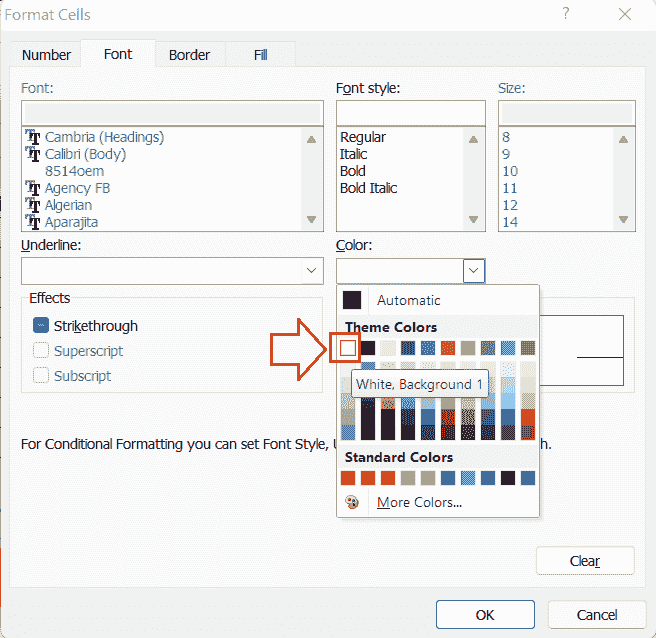 Format Cells ?
Number Font Border Fill
Font: Font style: Size:
Cambria (Headings) Regular 8
Calibri (Body) Italic 9
8514oem Bold 10
Agency FB Bold Italic 11
Algerian 12
Aparajita 14
Underline: Color:
Automatic
Effects Theme Colors
Strikethrough
Superscript
White, Background 1
Subscript
For Conditional Formatting you can set Font Style, h.
Standard Colors
More Colors...
Clear
OK Cancel